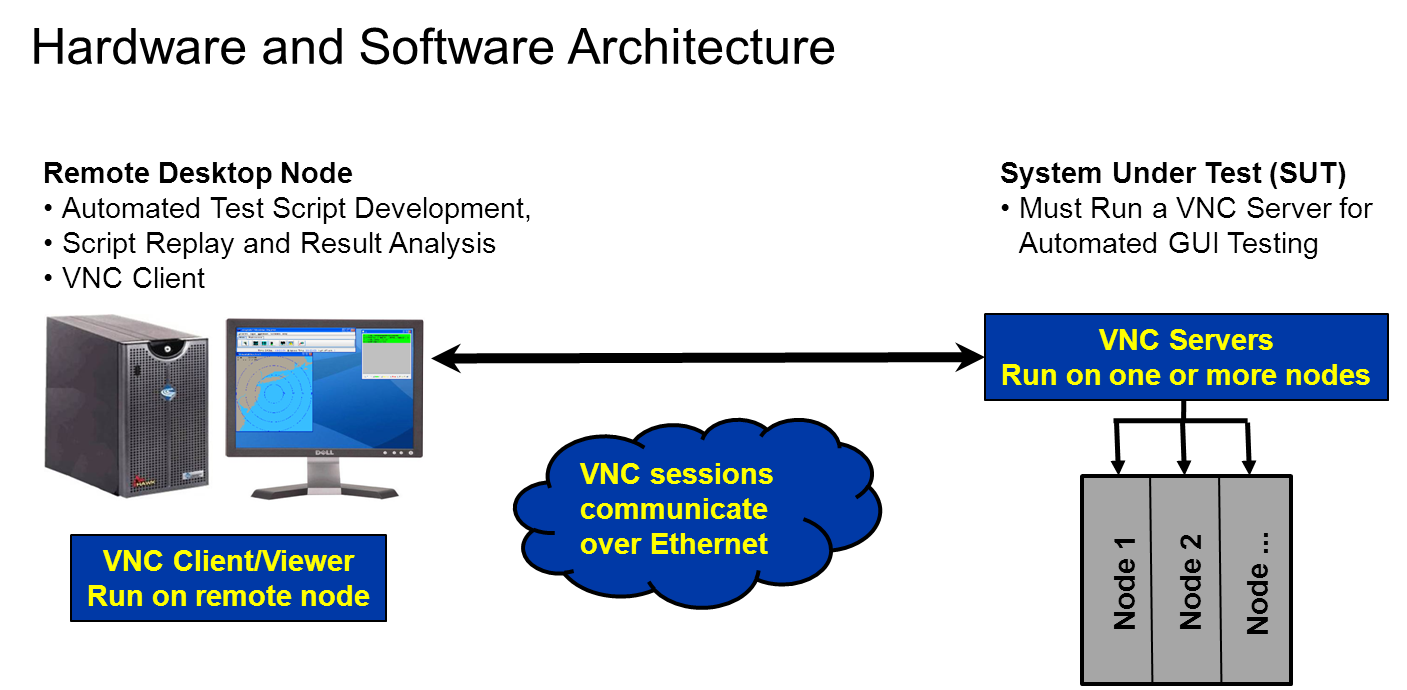 Hardware and Software Architecture
Remote Desktop Node
• Automated Test Script Development,
• Script Replay and Result Analysis
• VNC Client
System Under Test (SUT)
• Must Run a VNC Server for
Automated GUI Testing
VNC Servers
Run on one or more nodes
DELL
VNC sessions
communicate
over Ethernet
VNC Client/Viewer
Run on remote node
Node 1
Node 2
Node ...